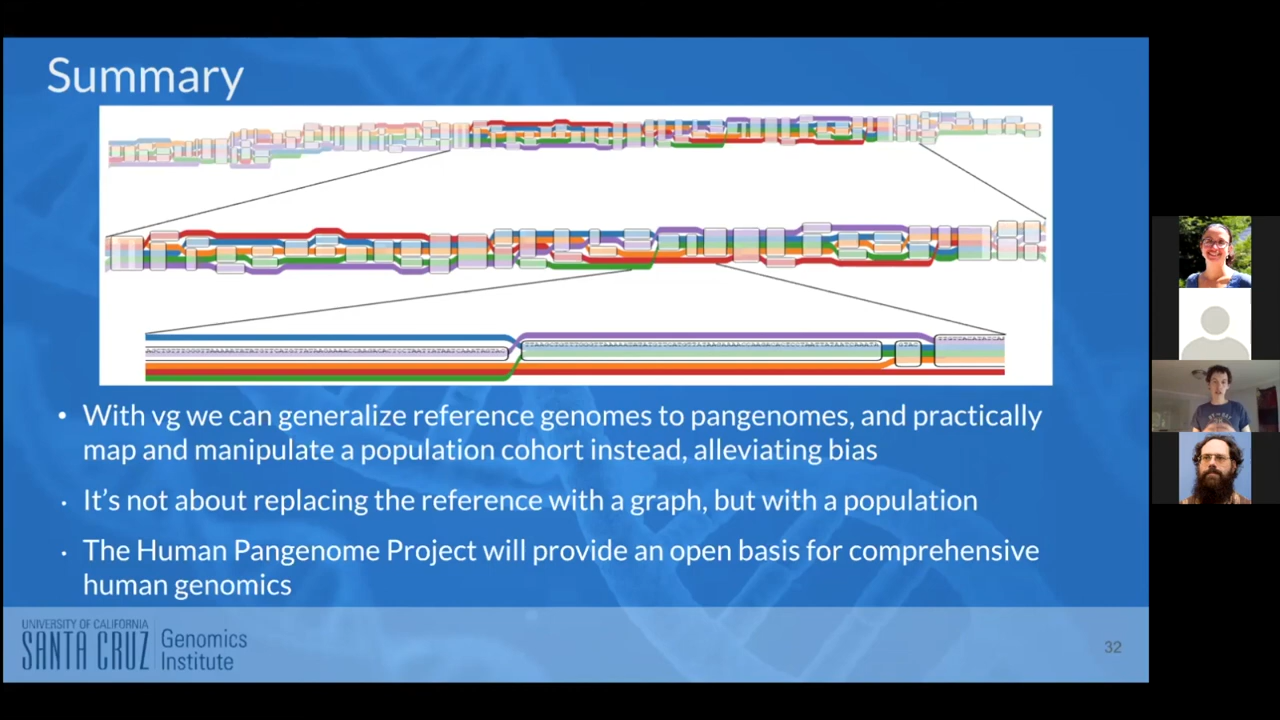 Summary
• With vg we can generalize reference genomes to pangenomes, and practically
map and manipulate a population cohort instead, alleviating bias
• It’s not about replacing the reference with a graph, but with a population
• The Human Pangenome Project will provide an open basis for comprehensive
human genomics
UNIVERSITY OF CALIFORNIA
SANTA CRUZ
Genomics
Institute
32